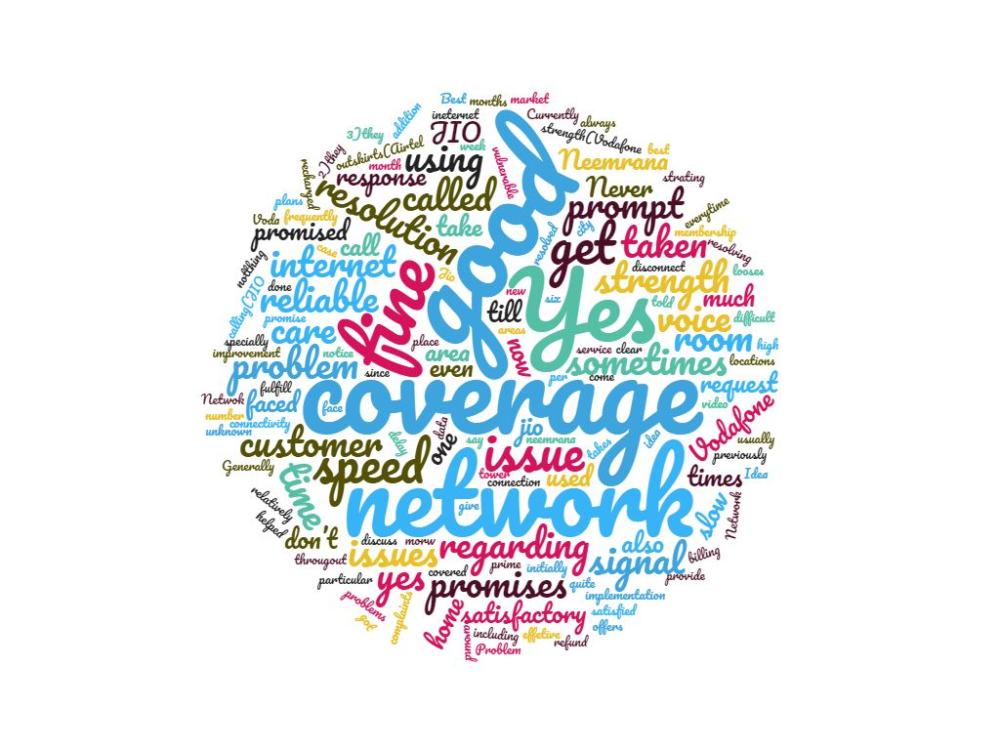 Best
months
market
addition
ineternet
Currently
always
JIO
strength(Vodafone
3)they
2)they
outskirts(Airtel
week
best
using
vulnerable
Neemrana
month
response
recharged
resolution
called
good
Never
strating
plans
prompt
everytime
Voda
frequently
take
resolved
city
membership
promised
call
case
get
taken
resolving
notthing
internet
fine
Jio
disconnect
strength
looses
calling(JIO
done
reliable
new
six
Yes
told
much
promise
till
voice
difficult
care
areas
room
high
specially
improvement
notice
place
area
now
service
clear
sometimes
locations
problem
since
even
per
come
request
fulfill
coverage
Netwok
faced
face
video
number
connectivity
unknown
jio
idea
Vodafone
customer
delay
data
one
say
neemrana
takes
usually
issue
previously
Generally
speed
tower
connection
used
times
Idea
time
network
give
slow
Network
relatively
helped
don't
discuss
morw
regarding
also
througout
issues
signal
billing
particular
yes
covered
prime
initially
provide
promises
quite
implementation
problems
got
complaints
home
satisfactory
satisfied
offers
around
including
effetive
refund
Problem